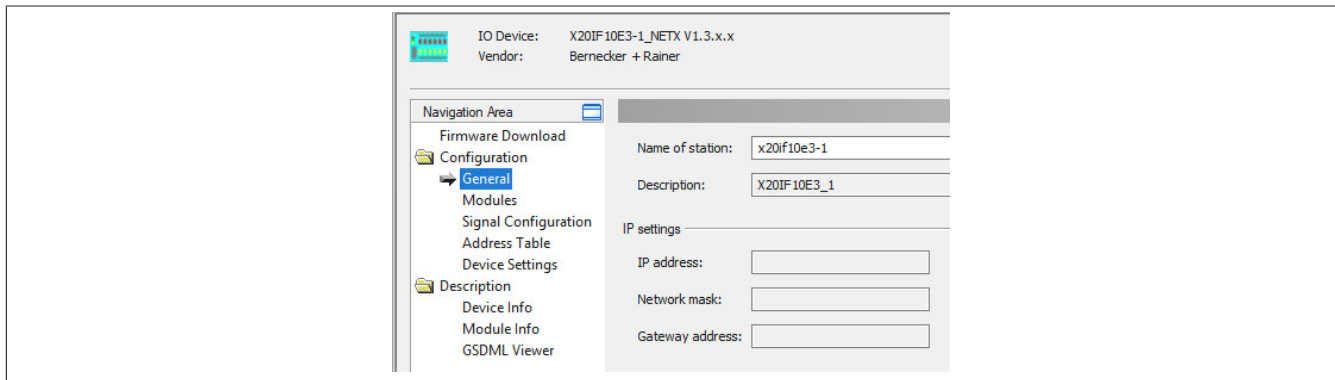 IO Device: X20IF10E3-1_NETX V1.3.x.x
Vendor: Bernecker + Rainer
Navigation Area
Firmware Download
Configuration
General
Modules
Signal Configuration
Address Table
Device Settings
Description
Device Info
Module Info
GSDML Viewer
Name of station: x20if10e3-1
Description: X20IF10E3_1
IP settings
IP address:
Network mask:
Gateway address: